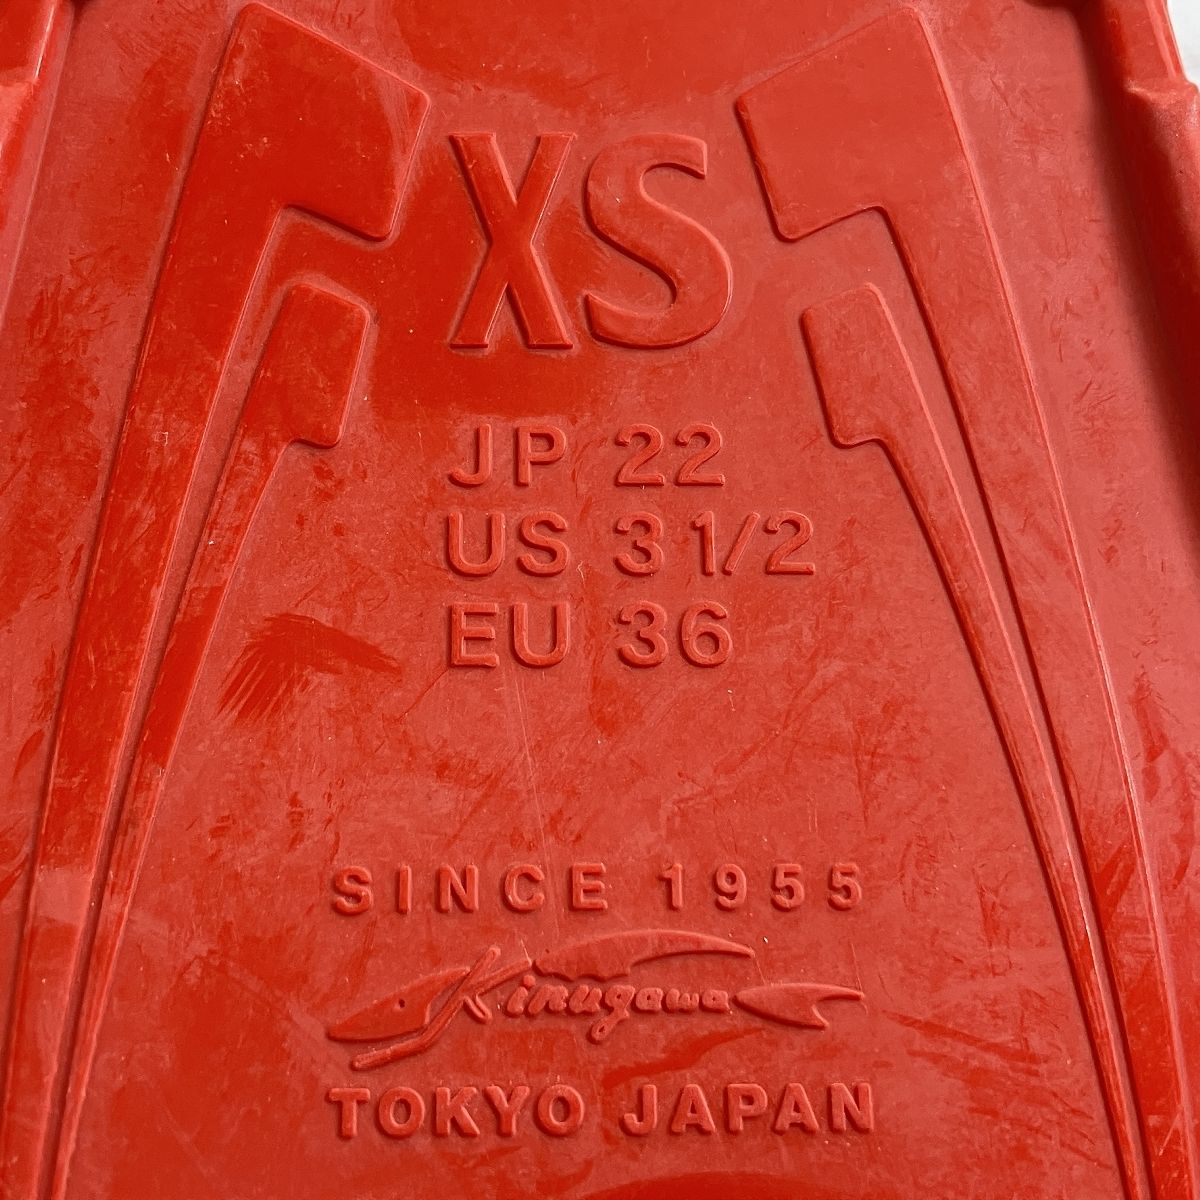 XS
JP 22
US 3 1/2
EU 36
SINCE 1955
Kinugawa
TOKYO JAPAN